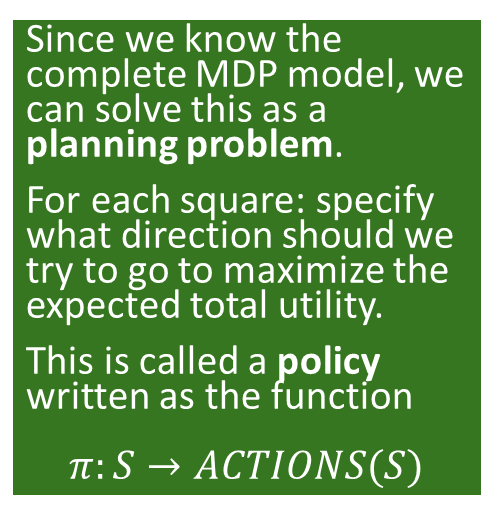 Since we know the
complete MDP model, we
can solve this as a
planning problem.
For each square: specify
what direction should we
try to go to maximize the
expected total utility.
This is called a policy
written as the function
π: S → ACTIONS(S)